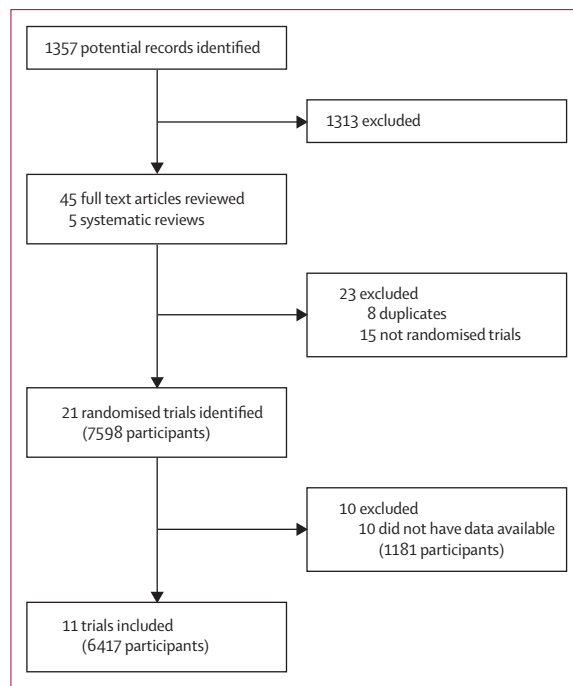 1357 potential records identified
1313 excluded
45 full text articles reviewed
5 systematic reviews
23 excluded
8 duplicates
15 not randomised trials
21 randomised trials identified
(7598 participants)
10 excluded
10 did not have data available
(1181 participants)
11 trials included
(6417 participants)